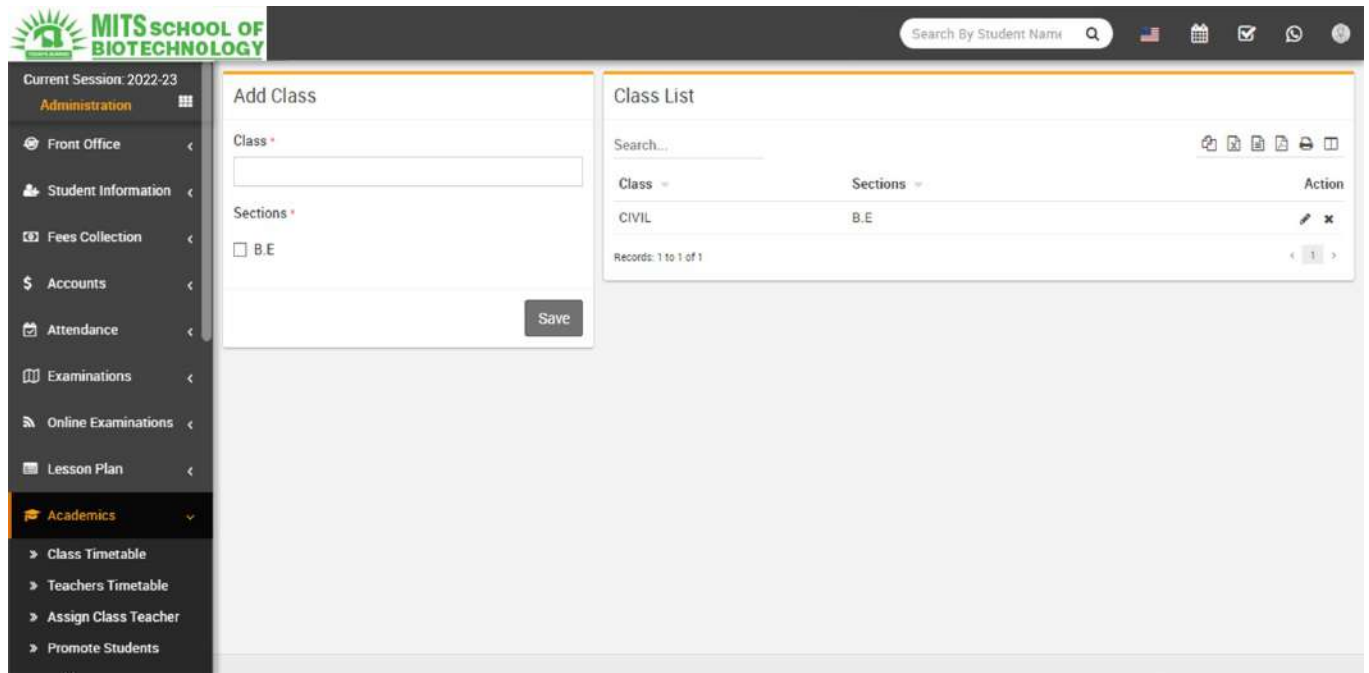 MITS SCHOOL OF
BIOTECHNOLOGY
Search By Student Name
Current Session: 2022-23
Administration
Front Office
Student Information
Fees Collection
Accounts
Attendance
Examinations
Online Examinations
Lesson Plan
Academics
Class Timetable
Teachers Timetable
Assign Class Teacher
Promote Students
Add Class
Class *
Sections *
B.E
Save
Class List
Search...
Class Sections Action
CIVIL B.E
Records: 1 to 1 of 1
1